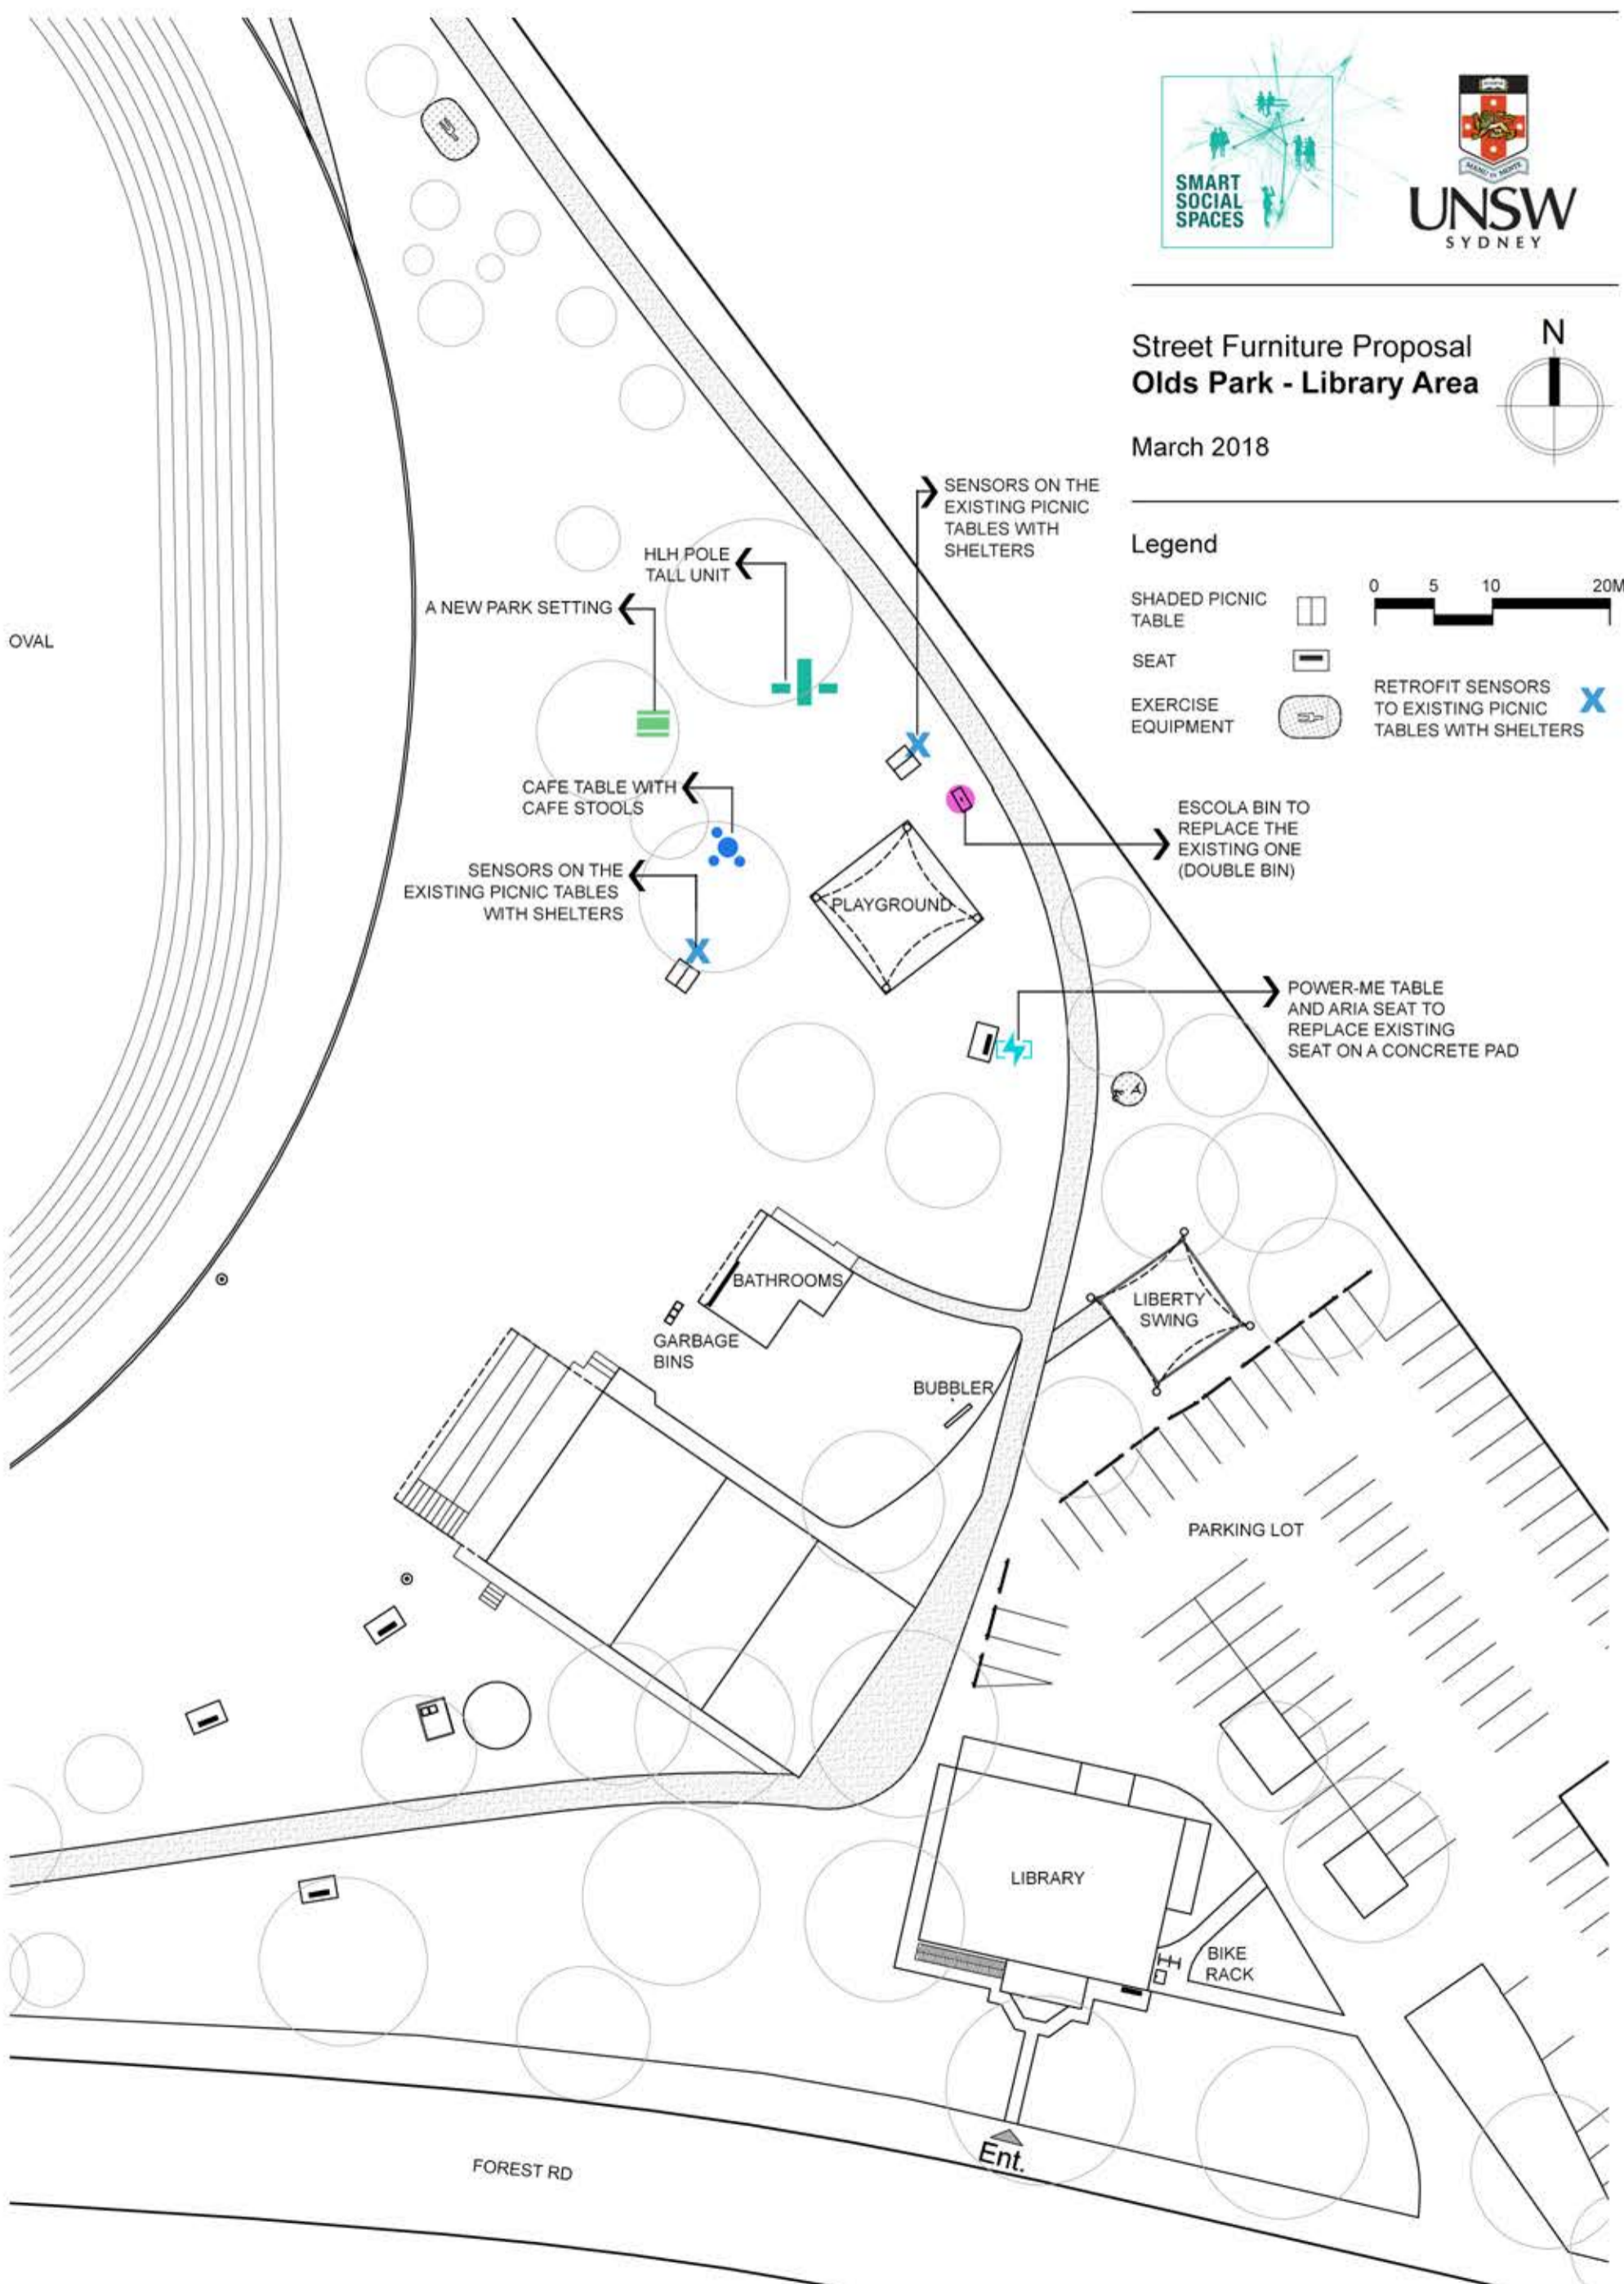 SMART
SOCIAL
SPACES
MANU ET MENTE
UNSW
SYDNEY
Street Furniture Proposal
Olds Park - Library Area
March 2018
N
Legend
SHADED PICNIC
TABLE
SEAT
EXERCISE
EQUIPMENT
0 5 10 20M
RETROFIT SENSORS
TO EXISTING PICNIC
TABLES WITH SHELTERS
X
SENSORS ON THE
EXISTING PICNIC
TABLES WITH
SHELTERS
HLH POLE
TALL UNIT
A NEW PARK SETTING
OVAL
X
CAFE TABLE WITH
CAFE STOOLS
ESCOLA BIN TO
REPLACE THE
EXISTING ONE
(DOUBLE BIN)
SENSORS ON THE
EXISTING PICNIC TABLES
WITH SHELTERS
X
PLAYGROUND
POWER-ME TABLE
AND ARIA SEAT TO
REPLACE EXISTING
SEAT ON A CONCRETE PAD
BATHROOMS
LIBERTY
SWING
GARBAGE
BINS
BUBBLER
PARKING LOT
LIBRARY
BIKE
RACK
Ent.
FOREST RD